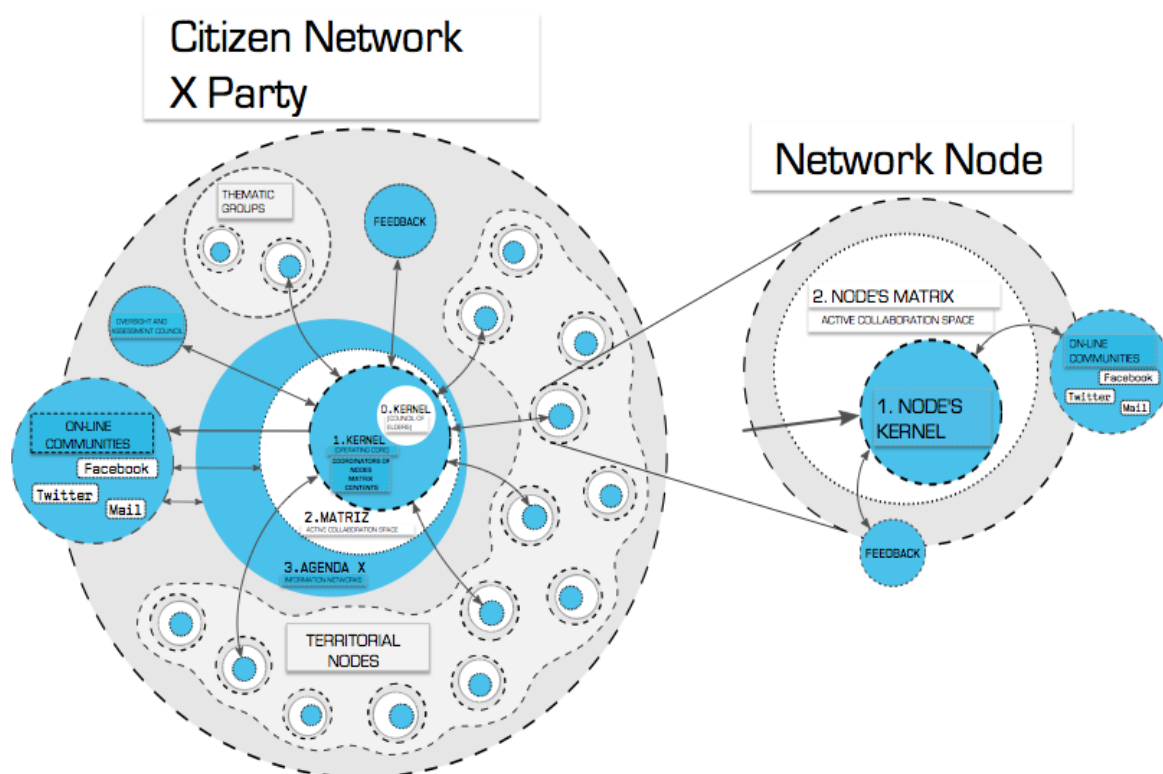 Citizen Network
X Party
THEMATIC
GROUPS
FEEDBACK
OVERSIGHT AND
ASSESSMENT COUNCIL
ON-LINE
COMMUNITIES
Facebook
Twitter
Mail
0.KERNEL
(COUNCIL OF
ELDERS)
1.KERNEL
(OPERATING CORE)
COORDINATORS OF
NODES
MATRIX
CONTENTS
2.MATRIZ
ACTIVE COLLABORATION SPACE
3.AGENDA X
INFORMATION NETWORKS
TERRITORIAL
NODES
Network Node
2. NODE'S MATRIX
ACTIVE COLLABORATION SPACE
1. NODE'S
KERNEL
ON-LINE
COMMUNITIES
Facebook
Twitter
Mail
FEEDBACK